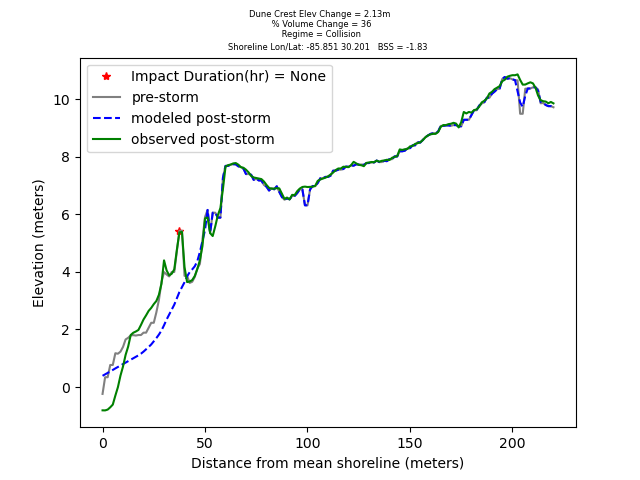 Dune Crest Elev Change = 2.13m
% Volume Change = 36
Regime = Collision
Shoreline Lon/Lat: -85.851 30.201 BSS = -1.83
Impact Duration(hr) = None
pre-storm
modeled post-storm
observed post-storm
Elevation (meters)
10
8
6
4
2
0
0
50
100
150
200
Distance from mean shoreline (meters)